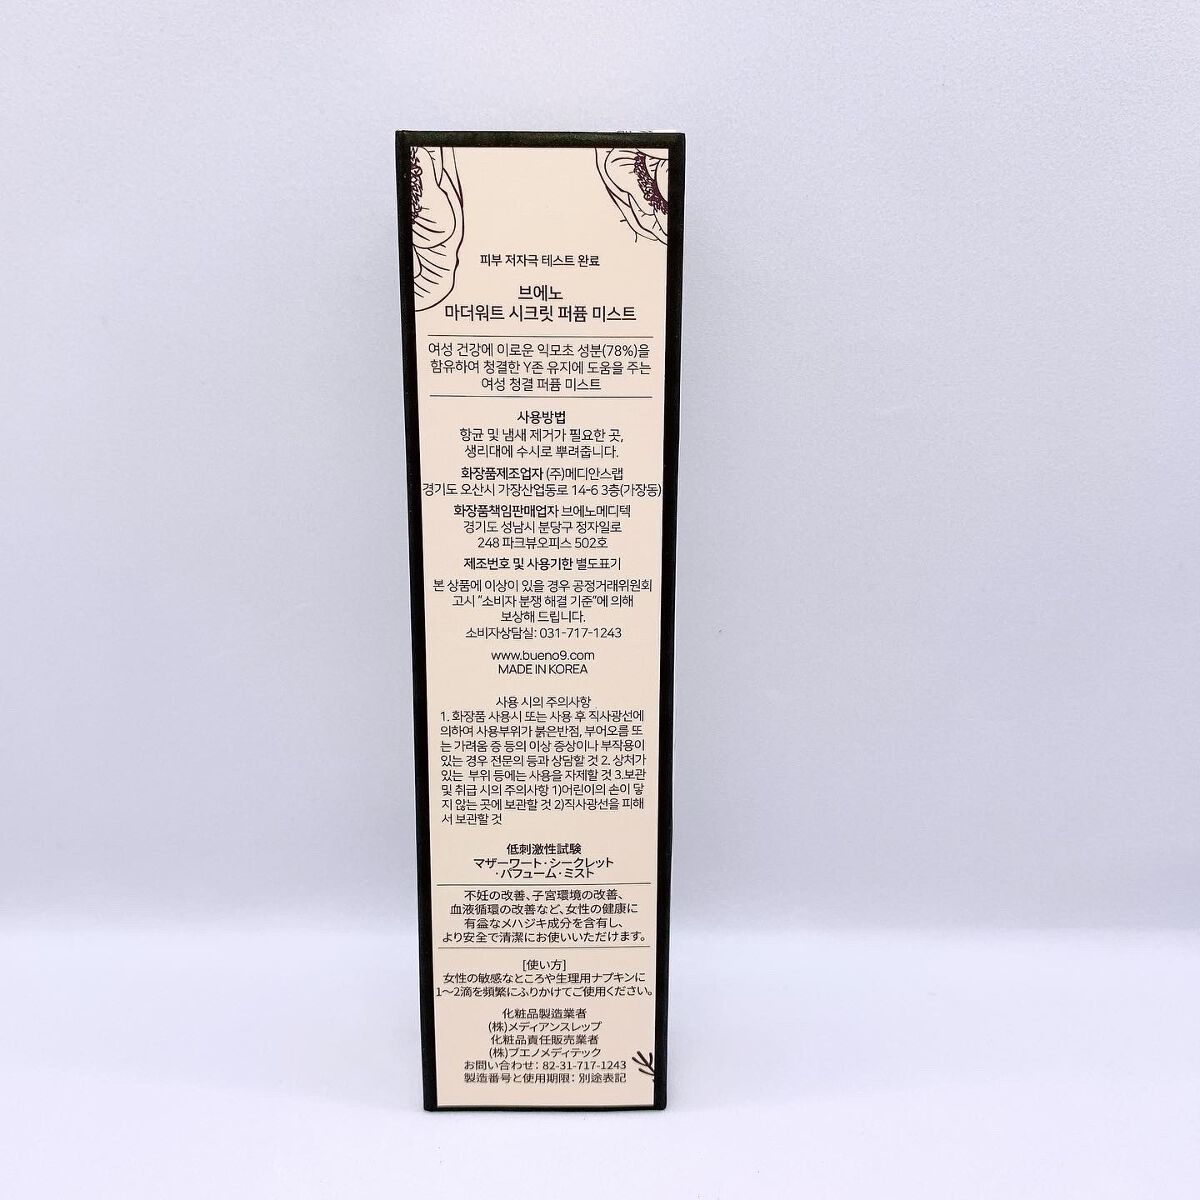 피부 저자극 테스트 완료
브에노
마더워트 시크릿 퍼퓸 미스트
여성 건강에 이로운 익모초 성분(78%)을
함유하여 청결한 Y존 유지에 도움을 주는
여성 청결 퍼퓸 미스트
사용방법
항균 및 냄새 제거가 필요한 곳,
생리대에 수시로 뿌려줍니다.
화장품제조업자 (주)메디안스랩
경기도 오산시 가장산업동로 14-6 3층(가장동)
화장품책임판매업자 브에노메디텍
경기도 성남시 분당구 정자일로
248 파크뷰오피스 502호
제조번호 및 사용기한 별도표기
본 상품에 이상이 있을 경우 공정거래위원회
고시 "소비자 분쟁 해결 기준"에 의해
보상해 드립니다.
소비자상담실: 031-717-1243
www.bueno9.com
MADE IN KOREA
사용 시의 주의사항
1. 화장품 사용시 또는 사용 후 직사광선에
의하여 사용부위가 붉은반점, 부어오름 또
는 가려움 증 등의 이상 증상이나 부작용이
있는 경우 전문의 등과 상담할 것 2. 상처가
있는 부위 등에는 사용을 자제할 것 3.보관
및 취급 시의 주의사항 1)어린이의 손이 닿
지 않는 곳에 보관할 것 2)직사광선을 피해
서 보관할 것
低刺激性試験
マザーワート・シークレット
・パフューム・ミスト
不妊の改善、子宮環境の改善、
血液循環の改善など、女性の健康に
有益なメハジキ成分を含有し、
より安全で清潔にお使いいただけます。
[使い方]
女性の敏感なところや生理用ナプキンに
1～2滴を頻繁にふりかけてご使用ください。
化粧品製造業者
(株)メディアンスレップ
化粧品責任販売業者
(株)ブエノメディテック
お問い合わせ：82-31-717-1243
製造番号と使用期限：別途表記